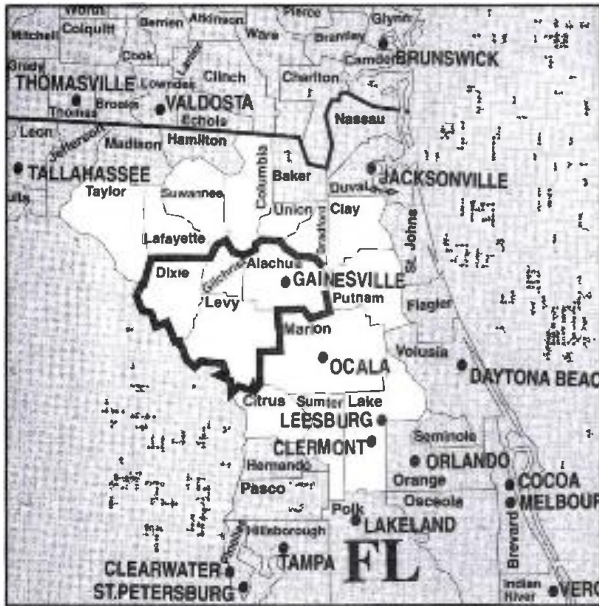 Worth
Berrien
Atkinson
Pierce
Glynn
Mitchell
Colquitt
Ware
Brantley
Cook
Lanier
Camden
BRUNSWICK
Grady
Clinch
Charlton
THOMASVILLE
Lowndes
Thomas
Brooks
VALDOSTA
Echols
Nassau
Leon
Jefferson
Madison
Hamilton
TALLAHASSEE
Columbia
Baker
JACKSONVILLE
Duval
Taylor
Suwannee
Union
Clay
Bradford
St. Johns
Lafayette
Dixie
Gilchrist
Alachu
GAINESVILLE
Levy
Putnam
Flagler
Marion
Volusia
OCALA
DAYTONA BEAC
Citrus
Sumter
Lake
LEESBURG
Seminole
CLERMONT
ORLANDO
Hernando
Orange
COCOA
Pasco
Osceola
MELBOUR
Polk
LAKELAND
Brevard
Hillsborough
TAMPA
FL
CLEARWATER
ST.PETERSBURG
Indian
River
VERO